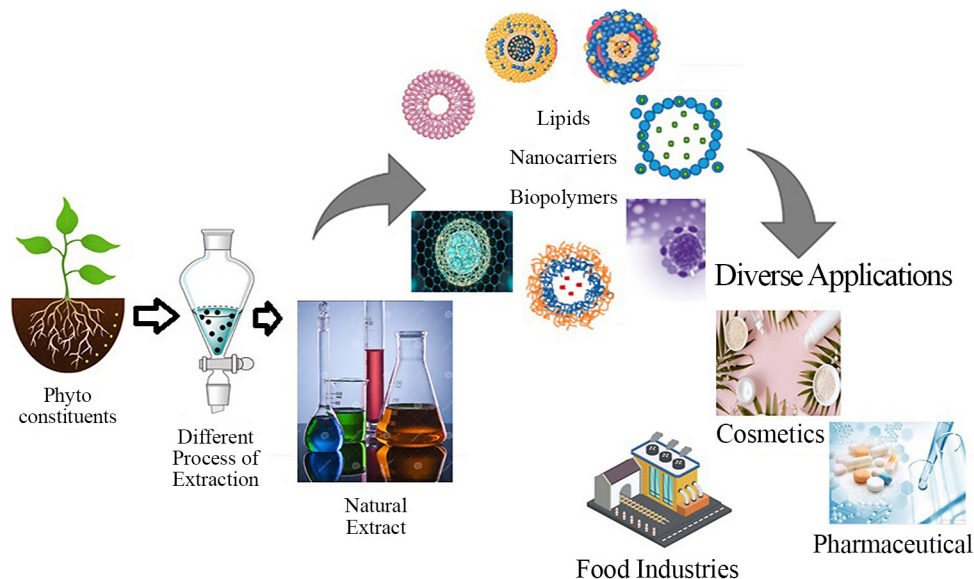 Phyto
constituents
Different
Process of
Extraction
Natural
Extract
Lipids
Nanocarriers
Biopolymers
Diverse Applications
Cosmetics
Pharmaceutical
Food Industries